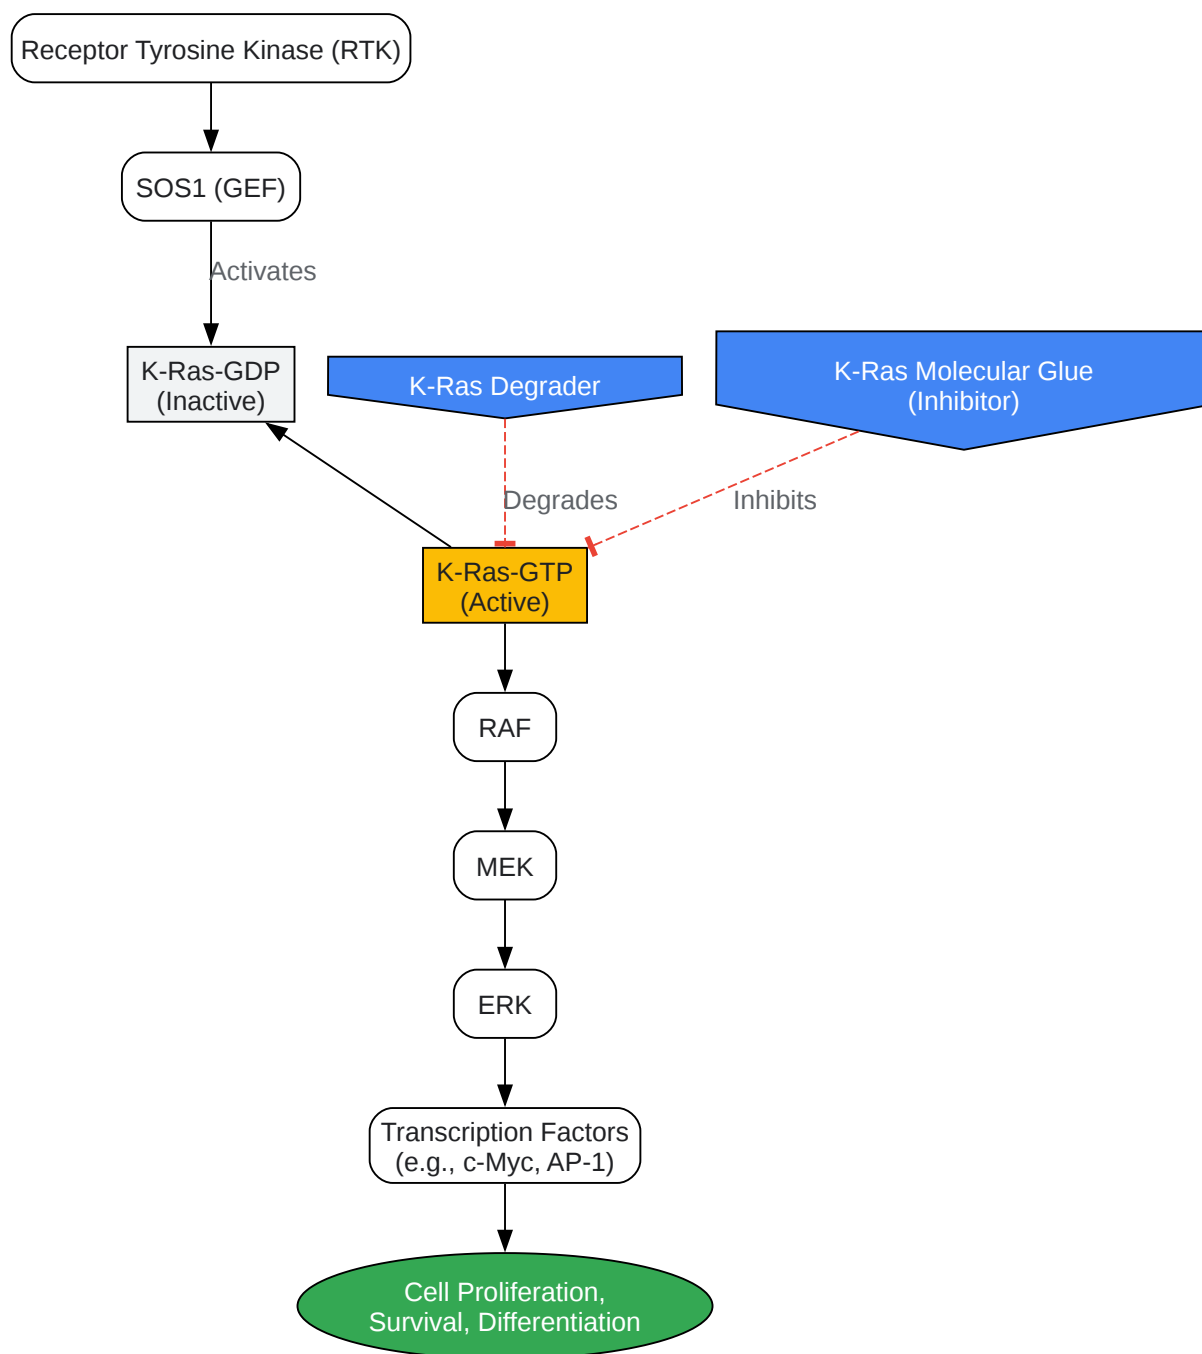 Receptor Tyrosine Kinase (RTK)
SOS1 (GEF)
Activates
K-Ras-GDP
(Inactive)
K-Ras Degrader
K-Ras Molecular Glue
(Inhibitor)
Degrades
Inhibits
K-Ras-GTP
(Active)
RAF
MEK
ERK
Transcription Factors
(e.g., c-Myc, AP-1)
Cell Proliferation,
Survival, Differentiation